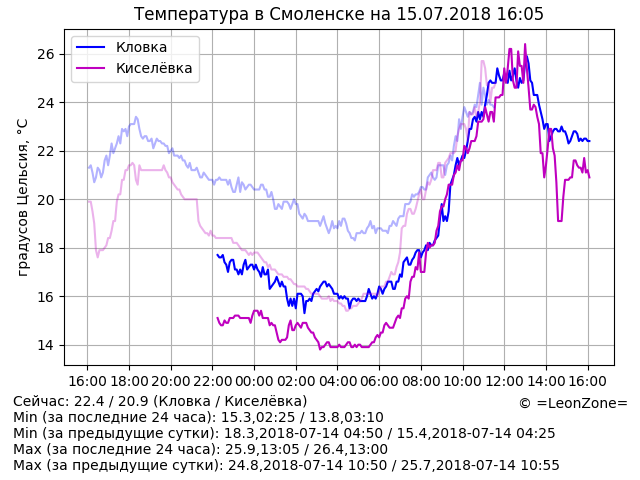 Температура в Смоленске на 15.07.2018 16:05
Кловка
Киселёвка
градусов Цельсия, °C
26
24
22
20
18
16
14
16:00 18:00 20:00 22:00 00:00 02:00 04:00 06:00 08:00 10:00 12:00 14:00 16:00
Сейчас: 22.4 / 20.9 (Кловка / Киселёвка)
© =LeonZone=
Min (за последние 24 часа): 15.3,02:25 / 13.8,03:10
Min (за предыдущие сутки): 18.3,2018-07-14 04:50 / 15.4,2018-07-14 04:25
Max (за последние 24 часа): 25.9,13:05 / 26.4,13:00
Max (за предыдущие сутки): 24.8,2018-07-14 10:50 / 25.7,2018-07-14 10:55